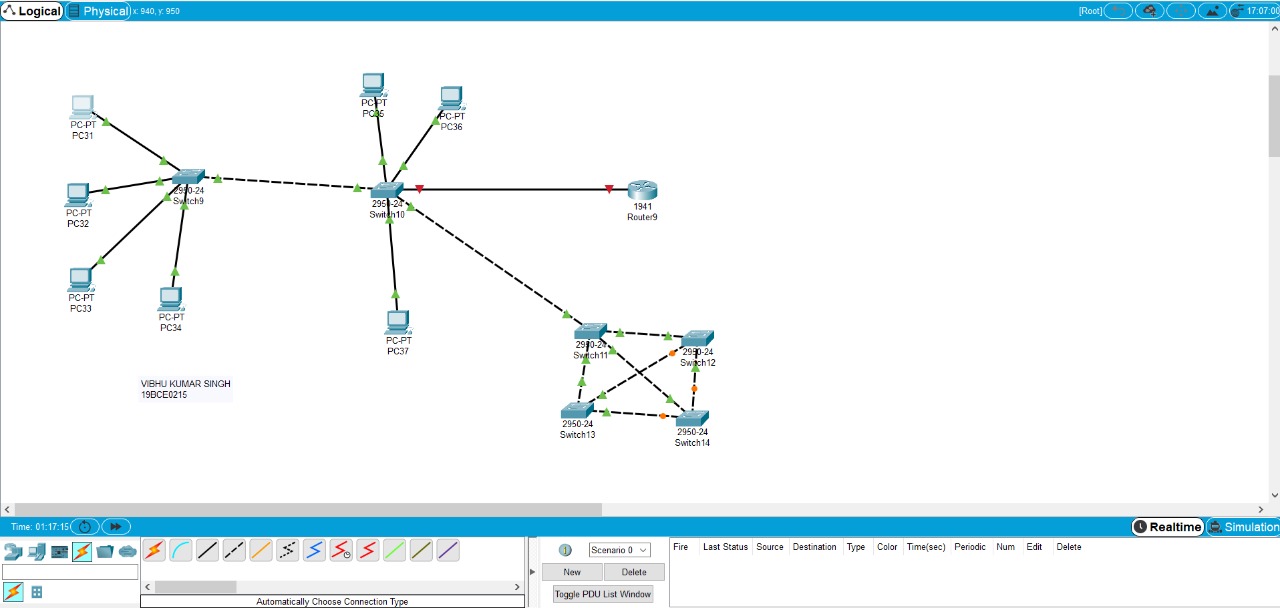 Logical
Physical x: 940, y: 950
[Root]
17:07:00
PC-PT
PC31
PC-PT
PC35
PC-PT
PC36
2950-24
Switch9
PC-PT
PC32
2950-24
Switch10
1941
Router9
PC-PT
PC33
PC-PT
PC34
PC-PT
PC37
2950-24
Switch11
2950-24
Switch12
VIBHU KUMAR SINGH
19BCE0215
2950-24
Switch13
2950-24
Switch14
Time: 01:17:15
Realtime
Simulation
Scenario 0
New
Delete
Toggle PDU List Window
Fire Last Status Source Destination Type Color Time(sec) Periodic Num Edit Delete
Automatically Choose Connection Type